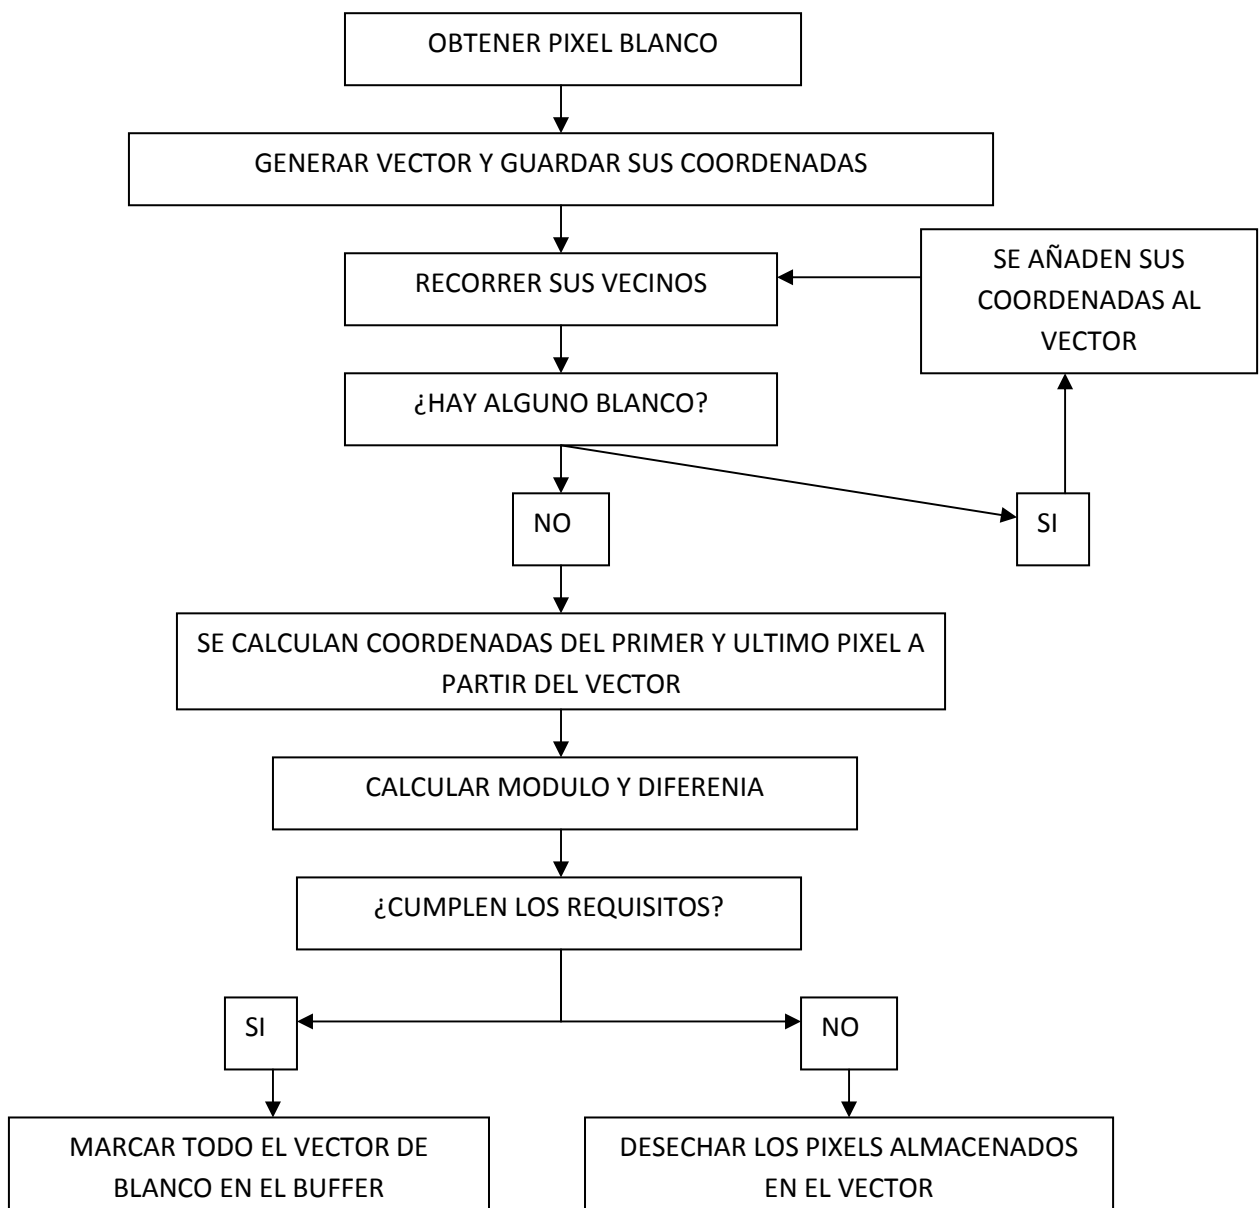 OBTENER PIXEL BLANCO
GENERAR VECTOR Y GUARDAR SUS COORDENADAS
RECORRER SUS VECINOS
SE AÑADEN SUS
COORDENADAS AL
VECTOR
¿HAY ALGUNO BLANCO?
NO
SI
SE CALCULAN COORDENADAS DEL PRIMER Y ULTIMO PIXEL A
PARTIR DEL VECTOR
CALCULAR MODULO Y DIFERENIA
¿CUMPLEN LOS REQUISITOS?
SI
NO
MARCAR TODO EL VECTOR DE
BLANCO EN EL BUFFER
DESECHAR LOS PIXELS ALMACENADOS
EN EL VECTOR